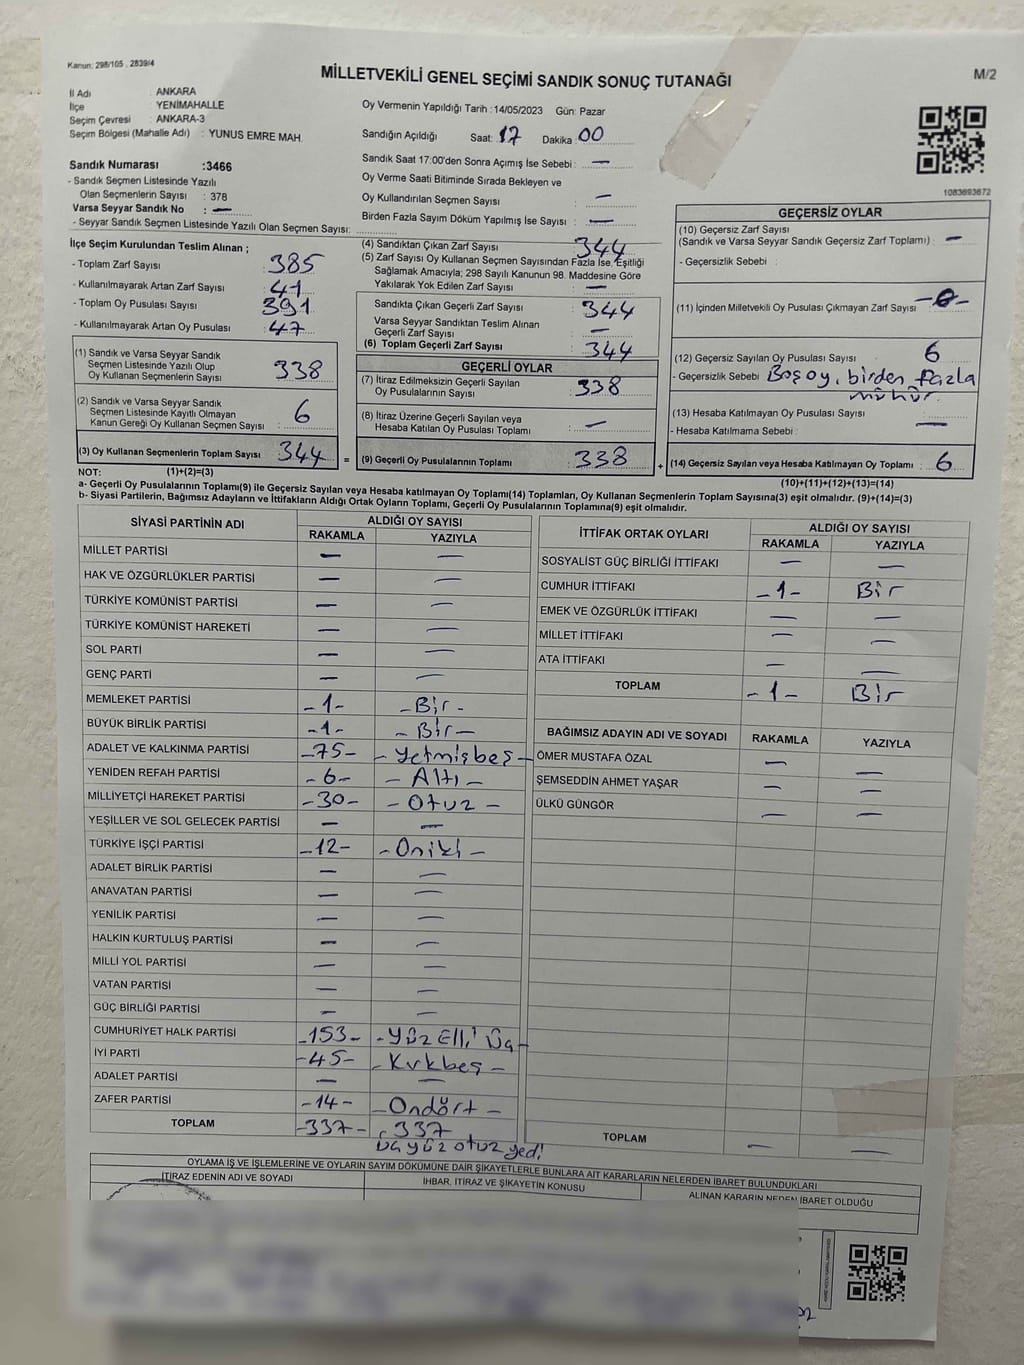 Kanun: 298/105 , 2839/4
MİLLETVEKİLİ GENEL SEÇİMİ SANDIK SONUÇ TUTANAĞI
M/2
İl Adı : ANKARA
İlçe : YENİMAHALLE
Seçim Çevresi : ANKARA-3
Seçim Bölgesi (Mahalle Adı) : YUNUS EMRE MAH.
Sandık Numarası :3466
- Sandık Seçmen Listesinde Yazılı
Olan Seçmenlerin Sayısı : 378
Varsa Seyyar Sandık No : —
- Seyyar Sandık Seçmen Listesinde Yazılı Olan Seçmen Sayısı:
Oy Vermenin Yapıldığı Tarih : 14/05/2023 Gün: Pazar
Sandığın Açıldığı Saat: 17 Dakika 00
Sandık Saat 17:00'den Sonra Açımış İse Sebebi : —
Oy Verme Saati Bitiminde Sırada Bekleyen ve
Oy Kullandırılan Seçmen Sayısı : —
Birden Fazla Sayım Döküm Yapılmış İse Sayısı : —
1083693672
İlçe Seçim Kurulundan Teslim Alınan ;
- Toplam Zarf Sayısı : 385
- Kullanılmayarak Artan Zarf Sayısı : 41
- Toplam Oy Pusulası Sayısı : 391
- Kullanılmayarak Artan Oy Pusulası : 47
(1) Sandık ve Varsa Seyyar Sandık
Seçmen Listesinde Yazılı Olup
Oy Kullanan Seçmenlerin Sayısı : 338
(2) Sandık ve Varsa Seyyar Sandık
Seçmen Listesinde Kayıtlı Olmayan
Kanun Gereği Oy Kullanan Seçmen Sayısı : 6
(3) Oy Kullanan Seçmenlerin Toplam Sayısı : 344
(4) Sandıktan Çıkan Zarf Sayısı : 344
(5) Zarf Sayısı Oy Kullanan Seçmen Sayısından Fazla İse, Eşitliği
Sağlamak Amacıyla; 298 Sayılı Kanunun 98. Maddesine Göre
Yakılarak Yok Edilen Zarf Sayısı : —
Sandıkta Çıkan Geçerli Zarf Sayısı : 344
Varsa Seyyar Sandıktan Teslim Alınan
Geçerli Zarf Sayısı : —
(6) Toplam Geçerli Zarf Sayısı : 344
GEÇERLİ OYLAR
(7) İtiraz Edilmeksizin Geçerli Sayılan
Oy Pusulalarının Sayısı : 338
(8) İtiraz Üzerine Geçerli Sayılan veya
Hesaba Katılan Oy Pusulası Toplamı : —
= (9) Geçerli Oy Pusulalarının Toplamı : 338
GEÇERSİZ OYLAR
(10) Geçersiz Zarf Sayısı
(Sandık ve Varsa Seyyar Sandık Geçersiz Zarf Toplamı) : —
- Geçersizlik Sebebi :
(11) İçinden Milletvekili Oy Pusulası Çıkmayan Zarf Sayısı : -0-
(12) Geçersiz Sayılan Oy Pusulası Sayısı : 6
- Geçersizlik Sebebi : Boş oy, birden fazla
mühür
(13) Hesaba Katılmayan Oy Pusulası Sayısı : —
- Hesaba Katılmama Sebebi :
+ (14) Geçersiz Sayılan veya Hesaba Katılmayan Oy Toplamı : 6
NOT: (1)+(2)=(3)
(10)+(11)+(12)+(13)=(14)
a- Geçerli Oy Pusulalarının Toplamı(9) ile Geçersiz Sayılan veya Hesaba katılmayan Oy Toplamı(14) Toplamları, Oy Kullanan Seçmenlerin Toplam Sayısına(3) eşit olmalıdır. (9)+(14)=(3)
b- Siyasi Partilerin, Bağımsız Adayların ve İttifakların Aldığı Ortak Oyların Toplamı, Geçerli Oy Pusulalarının Toplamına(9) eşit olmalıdır.
SİYASİ PARTİNİN ADI ALDIĞI OY SAYISI
RAKAMLA YAZIYLA
MİLLET PARTİSİ — —
HAK VE ÖZGÜRLÜKLER PARTİSİ — —
TÜRKİYE KOMÜNİST PARTİSİ — —
TÜRKİYE KOMÜNİST HAREKETİ — —
SOL PARTİ — —
GENÇ PARTİ — —
MEMLEKET PARTİSİ -1- -Bir-
BÜYÜK BİRLİK PARTİSİ -1- -Bir-
ADALET VE KALKINMA PARTİSİ -75- -Yetmişbeş-
YENİDEN REFAH PARTİSİ -6- -Altı-
MİLLİYETÇİ HAREKET PARTİSİ -30- -Otuz-
YEŞİLLER VE SOL GELECEK PARTİSİ — —
TÜRKİYE İŞÇİ PARTİSİ -12- -Oniki-
ADALET BİRLİK PARTİSİ — —
ANAVATAN PARTİSİ — —
YENİLİK PARTİSİ — —
HALKIN KURTULUŞ PARTİSİ — —
MİLLİ YOL PARTİSİ — —
VATAN PARTİSİ — —
GÜÇ BİRLİĞİ PARTİSİ — —
CUMHURİYET HALK PARTİSİ -153- -Yüz Elli Üç-
İYİ PARTİ -45- -Kırkbeş-
ADALET PARTİSİ — —
ZAFER PARTİSİ -14- -Ondört-
TOPLAM -337- 337
üçyüz otuz yedi
İTTİFAK ORTAK OYLARI ALDIĞI OY SAYISI
RAKAMLA YAZIYLA
SOSYALİST GÜÇ BİRLİĞİ İTTİFAKI — —
CUMHUR İTTİFAKI -1- Bir
EMEK VE ÖZGÜRLÜK İTTİFAKI — —
MİLLET İTTİFAKI — —
ATA İTTİFAKI — —
TOPLAM -1- Bir
BAĞIMSIZ ADAYIN ADI VE SOYADI RAKAMLA YAZIYLA
ÖMER MUSTAFA ÖZAL — —
ŞEMSEDDİN AHMET YAŞAR — —
ÜLKÜ GÜNGÖR — —
TOPLAM — —
OYLAMA İŞ VE İŞLEMLERİNE VE OYLARIN SAYIM DÖKÜMÜNE DAİR ŞİKAYETLERLE BUNLARA AİT KARARLARIN NELERDEN İBARET BULUNDUKLARI
İTİRAZ EDENİN ADI VE SOYADI İHBAR, İTİRAZ VE ŞİKAYETİN KONUSU ALINAN KARARIN NEDEN İBARET OLDUĞU